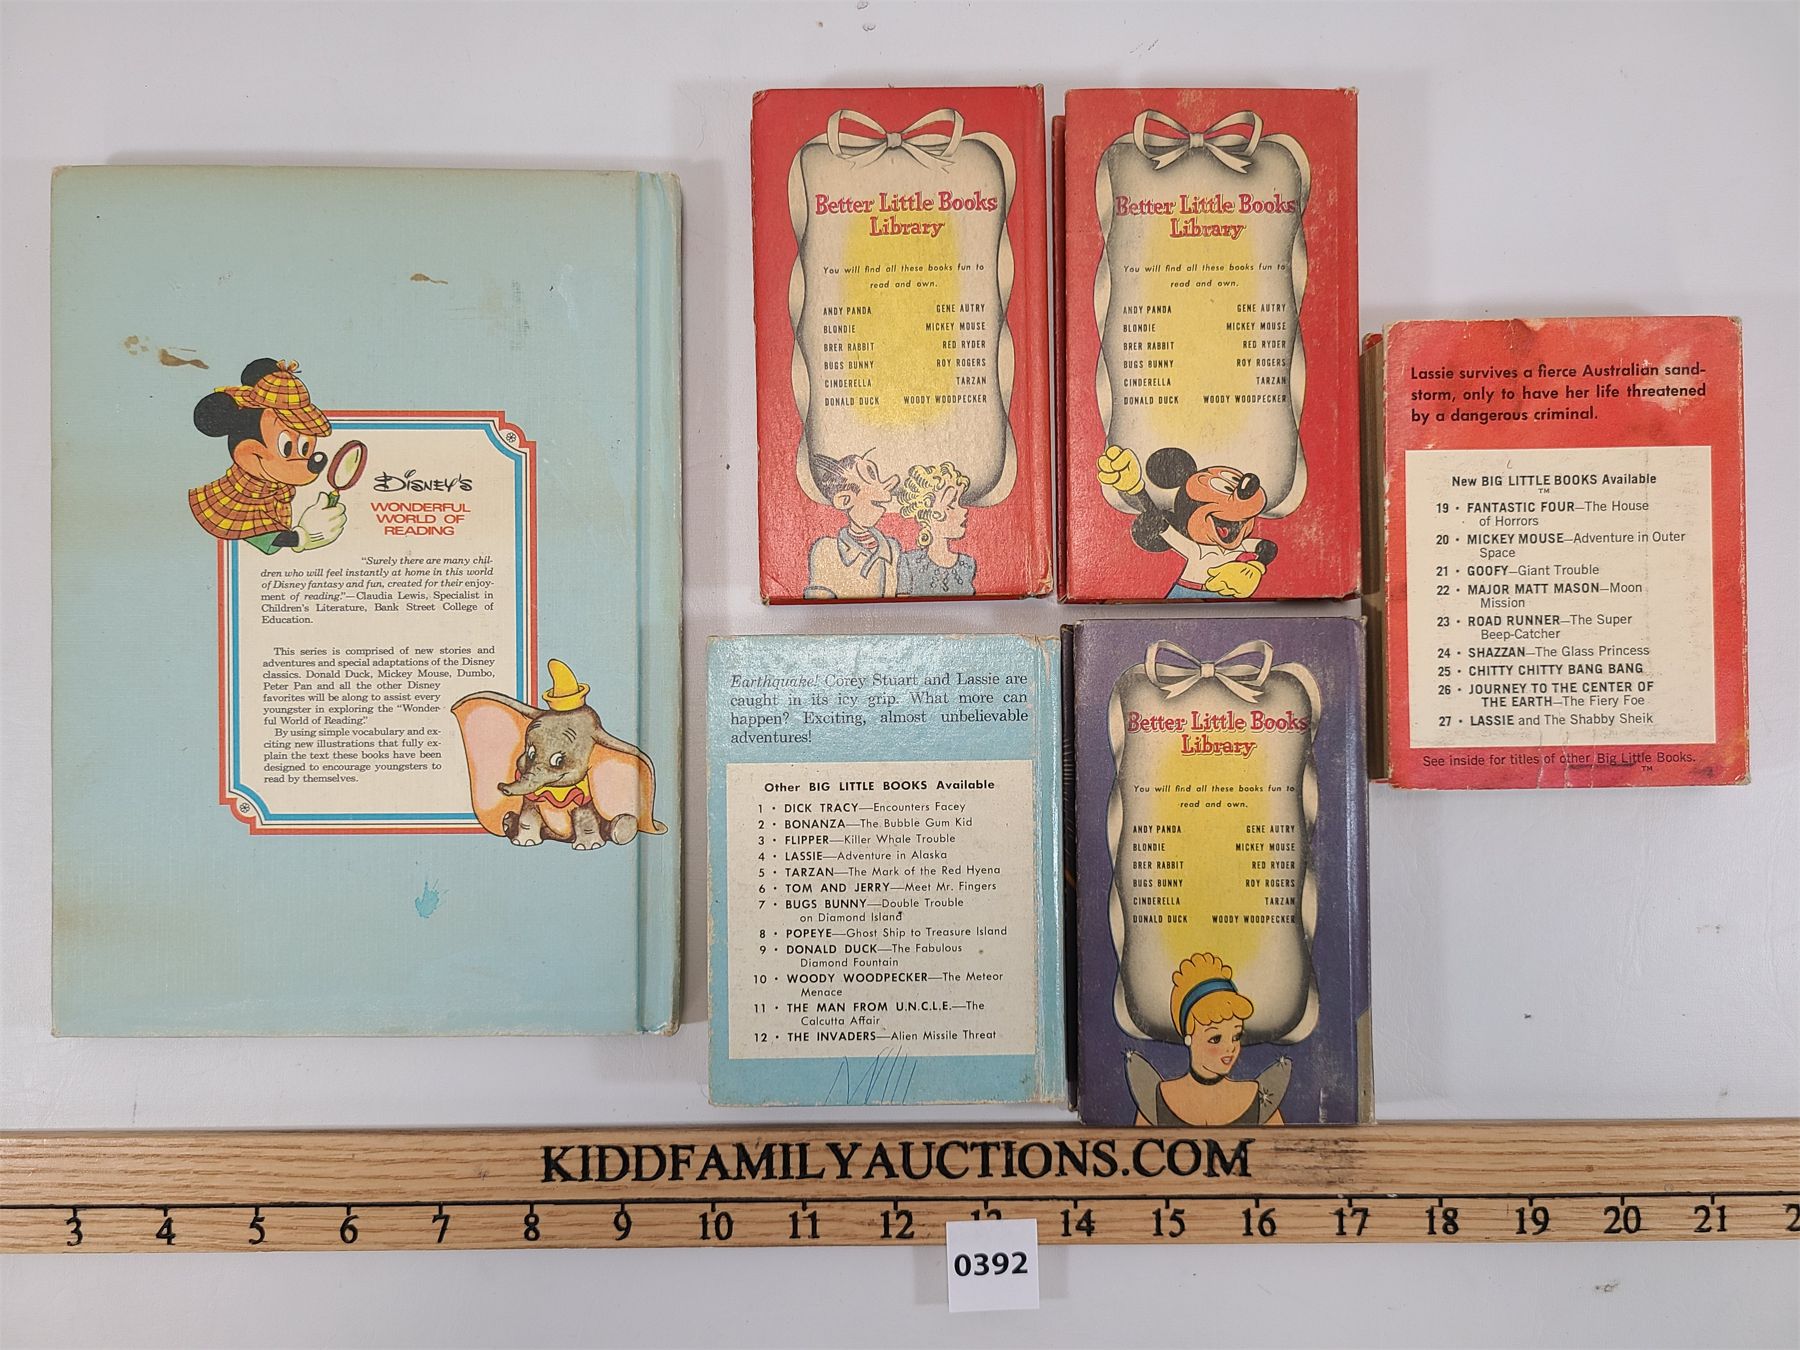 Disney's
WONDERFUL
WORLD OF
READING
"Surely there are many chil-
dren who will feel instantly at home in this world
of Disney fantasy and fun, created for their enjoy-
ment of reading."—Claudia Lewis, Specialist in
Children's Literature, Bank Street College of
Education.
This series is comprised of new stories and
adventures and special adaptations of the Disney
classics. Donald Duck, Mickey Mouse, Dumbo,
Peter Pan and all the other Disney
favorites will be along to assist every
youngster in exploring the "Wonder-
ful World of Reading."
By using simple vocabulary and ex-
citing new illustrations that fully ex-
plain the text these books have been
designed to encourage youngsters to
read by themselves.
Better Little Books
Library
You will find all these books fun to
read and own.
ANDY PANDA GENE AUTRY
BLONDIE MICKEY MOUSE
BRER RABBIT RED RYDER
BUGS BUNNY ROY ROGERS
CINDERELLA TARZAN
DONALD DUCK WOODY WOODPECKER
Better Little Books
Library
You will find all these books fun to
read and own.
ANDY PANDA GENE AUTRY
BLONDIE MICKEY MOUSE
BRER RABBIT RED RYDER
BUGS BUNNY ROY ROGERS
CINDERELLA TARZAN
DONALD DUCK WOODY WOODPECKER
Lassie survives a fierce Australian sand-
storm, only to have her life threatened
by a dangerous criminal.
New BIG LITTLE BOOKS Available
TM
19 • FANTASTIC FOUR—The House
of Horrors
20 • MICKEY MOUSE—Adventure in Outer
Space
21 • GOOFY—Giant Trouble
22 • MAJOR MATT MASON—Moon
Mission
23 • ROAD RUNNER—The Super
Beep-Catcher
24 • SHAZZAN—The Glass Princess
25 • CHITTY CHITTY BANG BANG
26 • JOURNEY TO THE CENTER OF
THE EARTH—The Fiery Foe
27 • LASSIE and The Shabby Sheik
See inside for titles of other Big Little Books.
TM
Earthquake! Corey Stuart and Lassie are
caught in its icy grip. What more can
happen? Exciting, almost unbelievable
adventures!
Other BIG LITTLE BOOKS Available
1 • DICK TRACY—Encounters Facey
2 • BONANZA—The Bubble Gum Kid
3 • FLIPPER—Killer Whale Trouble
4 • LASSIE—Adventure in Alaska
5 • TARZAN—The Mark of the Red Hyena
6 • TOM AND JERRY—Meet Mr. Fingers
7 • BUGS BUNNY—Double Trouble
on Diamond Island
8 • POPEYE—Ghost Ship to Treasure Island
9 • DONALD DUCK—The Fabulous
Diamond Fountain
10 • WOODY WOODPECKER—The Meteor
Menace
11 • THE MAN FROM U.N.C.L.E.—The
Calcutta Affair
12 • THE INVADERS—Alien Missile Threat
Better Little Books
Library
You will find all these books fun to
read and own.
ANDY PANDA GENE AUTRY
BLONDIE MICKEY MOUSE
BRER RABBIT RED RYDER
BUGS BUNNY ROY ROGERS
CINDERELLA TARZAN
DONALD DUCK WOODY WOODPECKER
KIDDFAMILYAUCTIONS.COM
3 4 5 6 7 8 9 10 11 12 13 14 15 16 17 18 19 20 21 2
0392